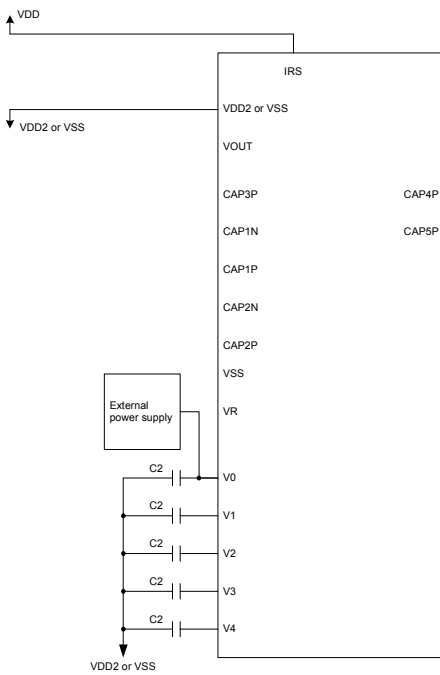 VDD
IRS
VDD2 or VSS
VDD2 or VSS
VOUT
CAP3P
CAP4P
CAP1N
CAP5P
CAP1P
CAP2N
CAP2P
VSS
External
power supply
VR
C2
V0
C2
V1
C2
V2
C2
V3
C2
V4
VDD2 or VSS